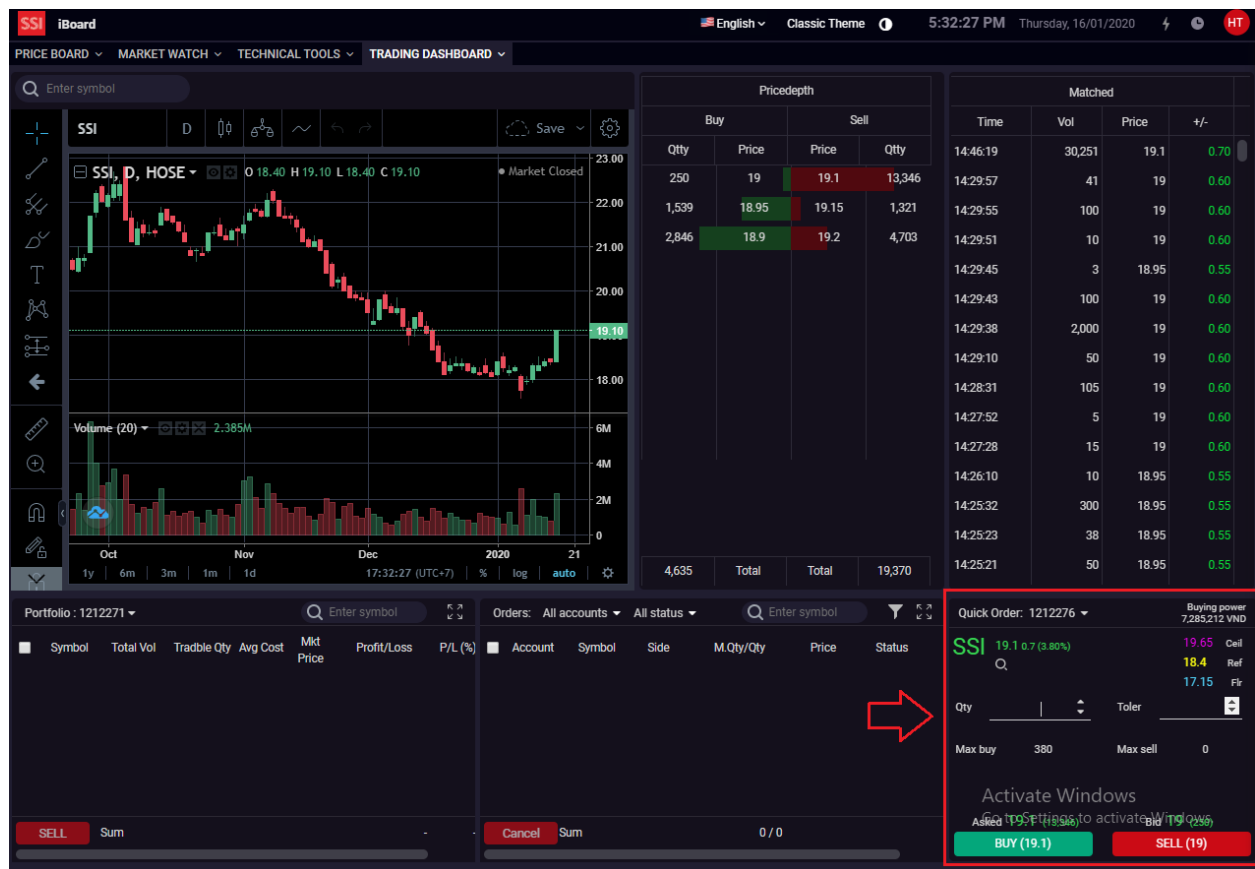 SSI iBoard English Classic Theme 5:32:27 PM Thursday, 16/01/2020 HT
PRICE BOARD MARKET WATCH TECHNICAL TOOLS TRADING DASHBOARD
Enter symbol
SSI D Save
SSI, D, HOSE O 18.40 H 19.10 L 18.40 C 19.10 Market Closed
23.00
22.00
21.00
20.00
19.10
18.00
Volume (20) 2.385M
6M
4M
2M
0
Oct Nov Dec 2020 21
1y 6m 3m 1m 1d 17:32:27 (UTC+7) % log auto
Pricedepth
Buy Sell
Qtty Price Price Qtty
250 19 19.1 13,346
1,539 18.95 19.15 1,321
2,846 18.9 19.2 4,703
4,635 Total Total 19,370
Matched
Time Vol Price +/-
14:46:19 30,251 19.1 0.70
14:29:57 41 19 0.60
14:29:55 100 19 0.60
14:29:51 10 19 0.60
14:29:45 3 18.95 0.55
14:29:43 100 19 0.60
14:29:38 2,000 19 0.60
14:29:10 50 19 0.60
14:28:31 105 19 0.60
14:27:52 5 19 0.60
14:27:28 15 19 0.60
14:26:10 10 18.95 0.55
14:25:32 300 18.95 0.55
14:25:23 38 18.95 0.55
14:25:21 50 18.95 0.55
Portfolio : 1212271 Enter symbol
Symbol Total Vol Tradble Qty Avg Cost Mkt Price Profit/Loss P/L (%)
SELL Sum - -
Orders: All accounts All status Enter symbol
Account Symbol Side M.Qty/Qty Price Status
Cancel Sum 0 / 0
Quick Order: 1212276 Buying power
7,285,212 VND
SSI 19.1 0.7 (3.80%) 19.65 Ceil
18.4 Ref
17.15 Flr
Qty Toler
Max buy 380 Max sell 0
Activate Windows
Go to Settings to activate Windows.
Asked 19.1 (13,346) Bid 19 (250)
BUY (19.1) SELL (19)